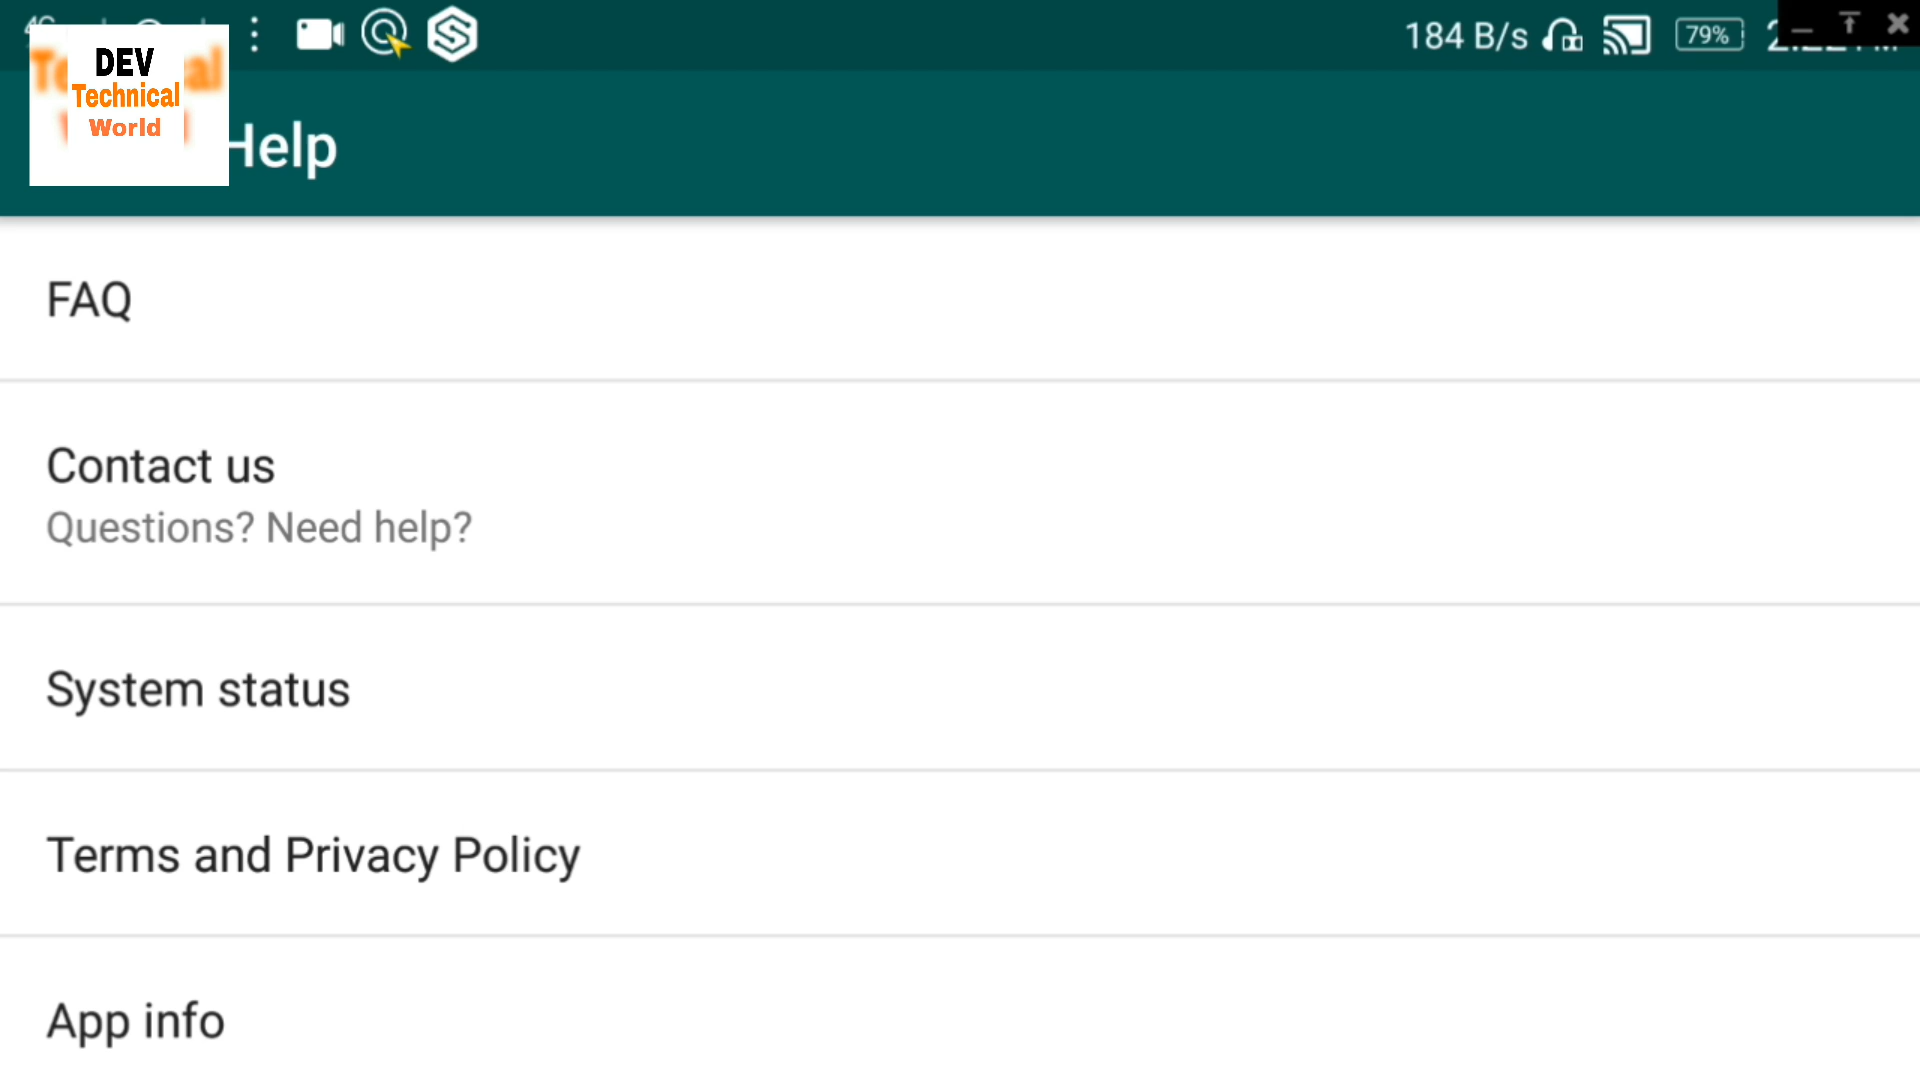 184 B/s 79%
DEV
Technical
World
Help
FAQ
Contact us
Questions? Need help?
System status
Terms and Privacy Policy
App info